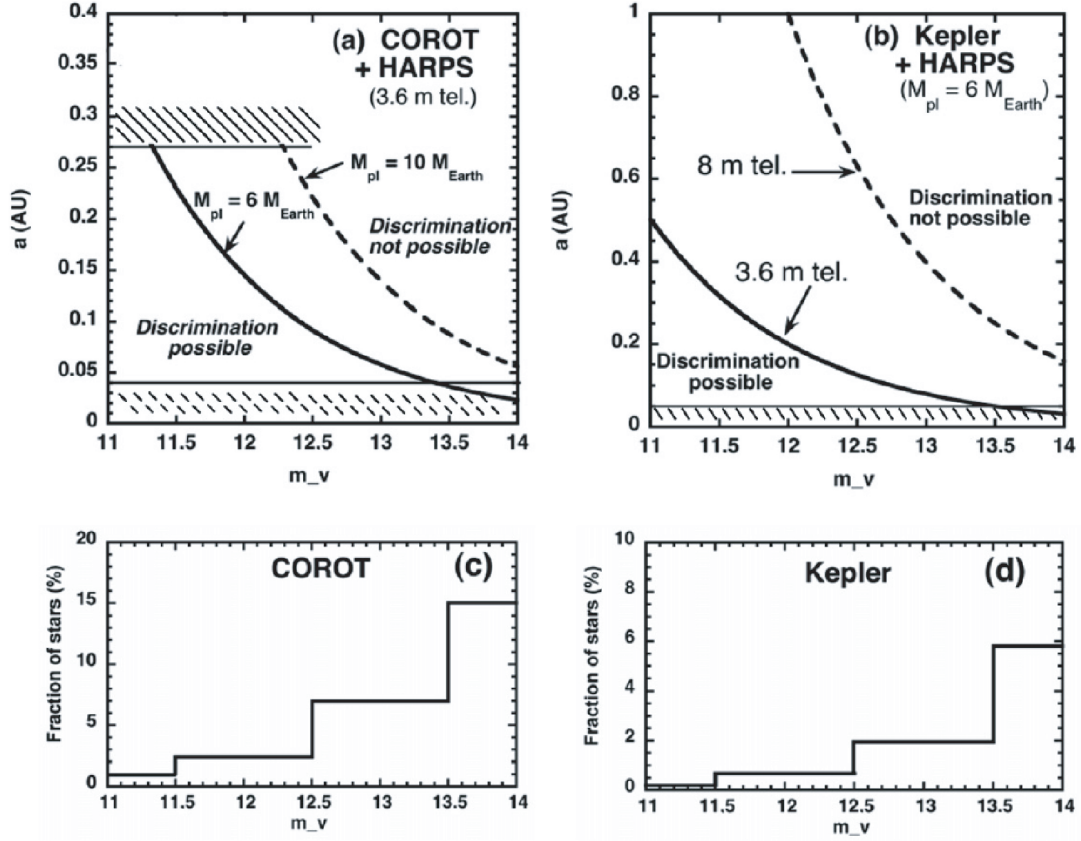 0.4
0.35
0.3
0.25
0.2
0.15
0.1
0.05
0
a (AU)
(a) COROT
+ HARPS
(3.6 m tel.)
M_pl = 10 M_Earth
M_pl = 6 M_Earth
Discrimination
not possible
Discrimination
possible
11 11.5 12 12.5 13 13.5 14
m_v
1
0.8
0.6
0.4
0.2
0
a (AU)
(b) Kepler
+ HARPS
(M_pl = 6 M_Earth)
8 m tel.
Discrimination
not possible
3.6 m tel.
Discrimination
possible
11 11.5 12 12.5 13 13.5 14
m_v
20
15
10
5
0
Fraction of stars (%)
COROT (c)
11 11.5 12 12.5 13 13.5 14
m_v
10
8
6
4
2
0
Fraction of stars (%)
Kepler (d)
11 11.5 12 12.5 13 13.5 14
m_v